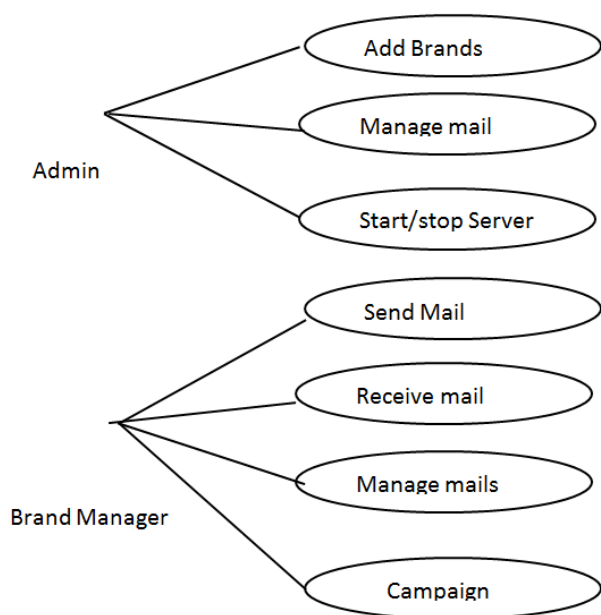 Add Brands
Manage mail
Admin
Start/stop Server
Send Mail
Receive mail
Manage mails
Brand Manager
Campaign